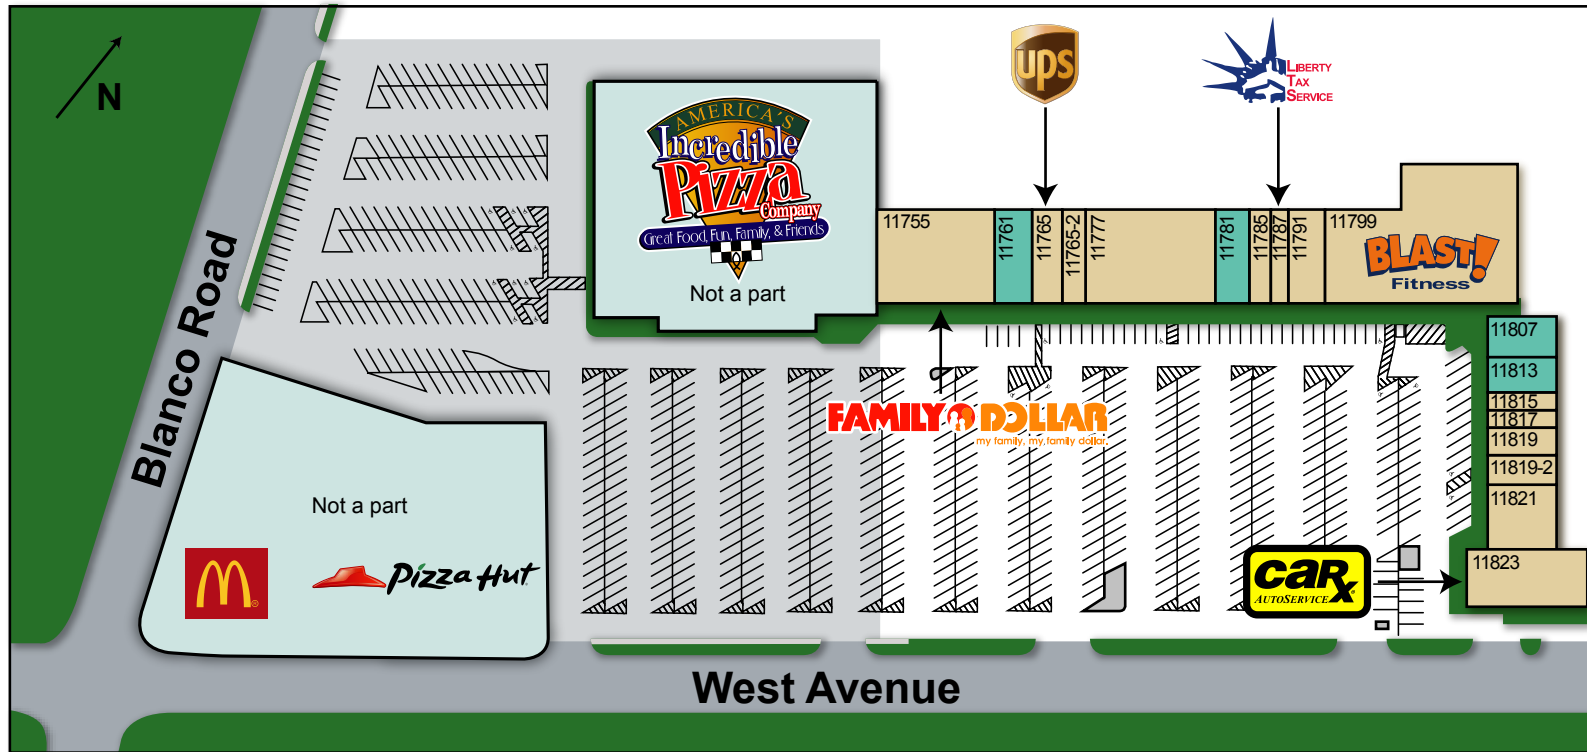 N
Blanco Road
AMERICA'S
Incredible
Pizza
Company
Great Food, Fun, Family, & Friends
Not a part
ups
LIBERTY
TAX
SERVICE
11755
11761
11765
11765-2
11777
11781
11785
11787
11791
11799
BLAST!
Fitness
11807
11813
11815
11817
11819
11819-2
11821
11823
FAMILY DOLLAR
my family, my family dollar.
Not a part
Pizza Hut
CARX
AUTOSERVICE
West Avenue